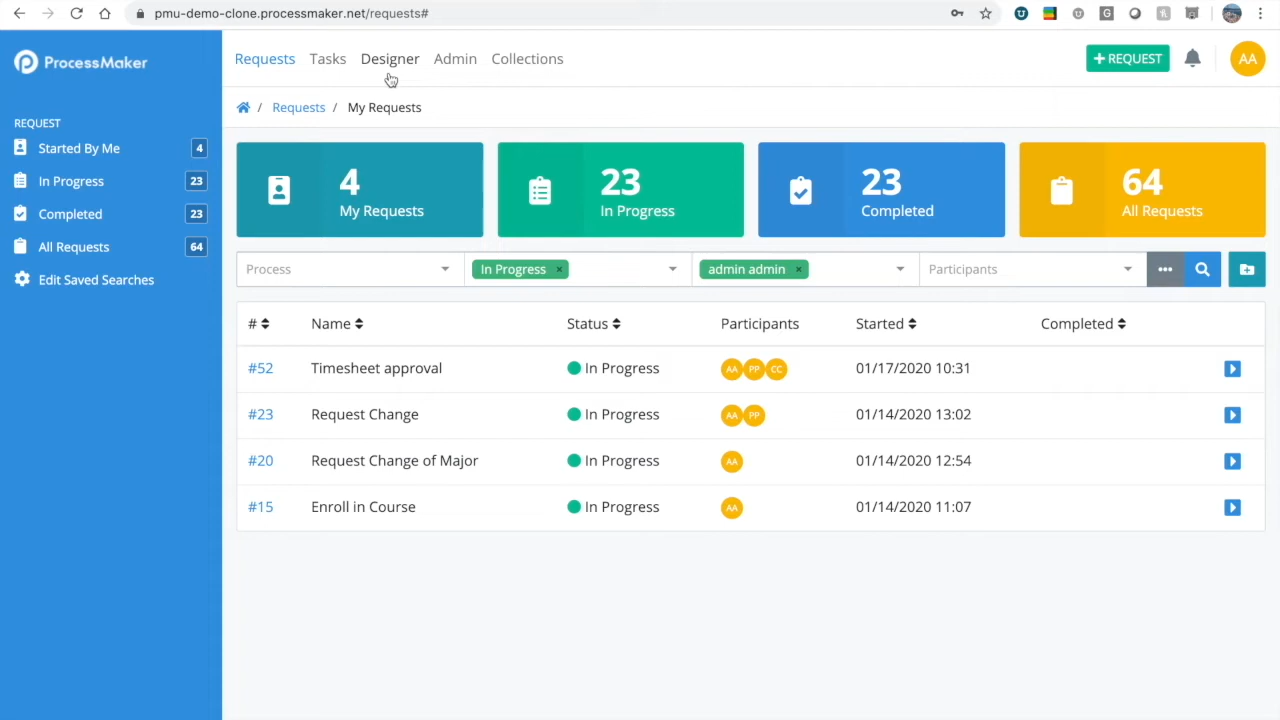 pmu-demo-clone.processmaker.net/requests#
ProcessMaker
Requests Tasks Designer Admin Collections
+ REQUEST
AA
/ Requests / My Requests
REQUEST
Started By Me 4
In Progress 23
Completed 23
All Requests 64
Edit Saved Searches
4
My Requests
23
In Progress
23
Completed
64
All Requests
Process In Progress × admin admin × Participants
# Name Status Participants Started Completed
#52 Timesheet approval In Progress AA PP CC 01/17/2020 10:31
#23 Request Change In Progress AA PP 01/14/2020 13:02
#20 Request Change of Major In Progress AA 01/14/2020 12:54
#15 Enroll in Course In Progress AA 01/14/2020 11:07